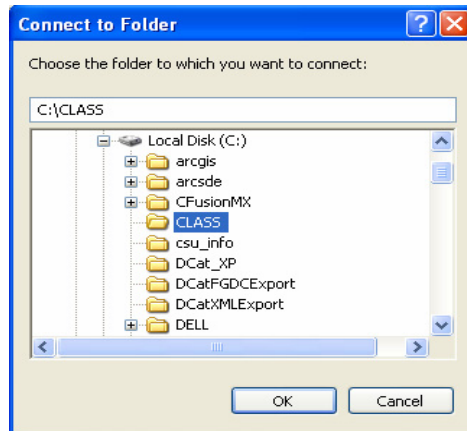 Connect to Folder
Choose the folder to which you want to connect:
C:\CLASS
Local Disk (C:)
arcgis
arcsde
CFusionMX
CLASS
csu_info
DCat_XP
DCatFGDCExport
DCatXMLExport
DELL
OK Cancel